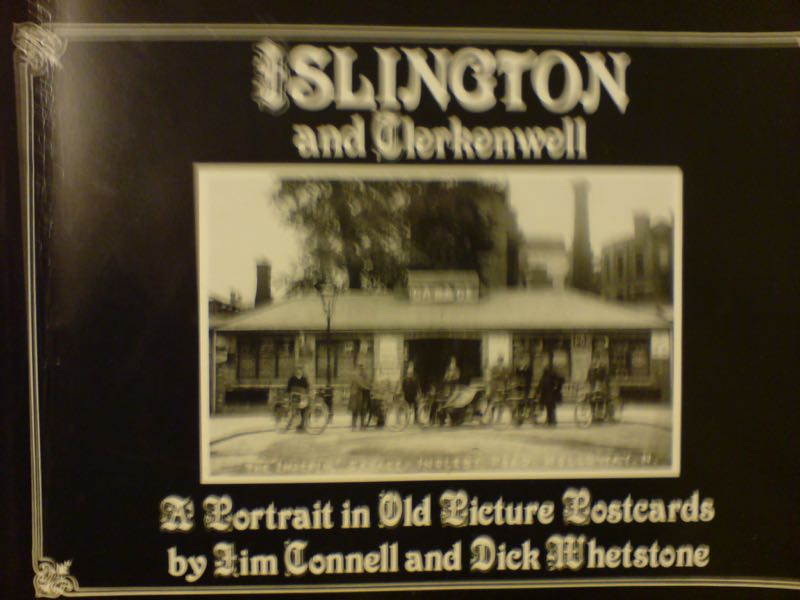 ISLINGTON
and Clerkenwell
GARAGE
A Portrait in Old Picture Postcards
by Jim Connell and Dick Whetstone